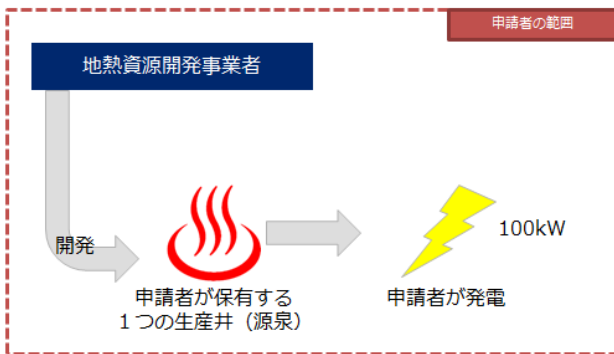 申請者の範囲
地熱資源開発事業者
開発
100kW
申請者が保有する
１つの生産井（源泉）
申請者が発電